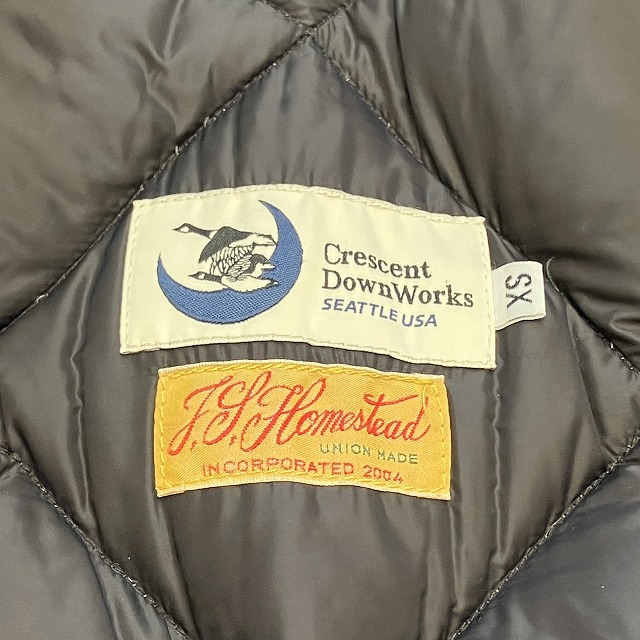 Crescent
DownWorks
SEATTLE USA
XS
J.S. Homestead
UNION MADE
INCORPORATED 2004